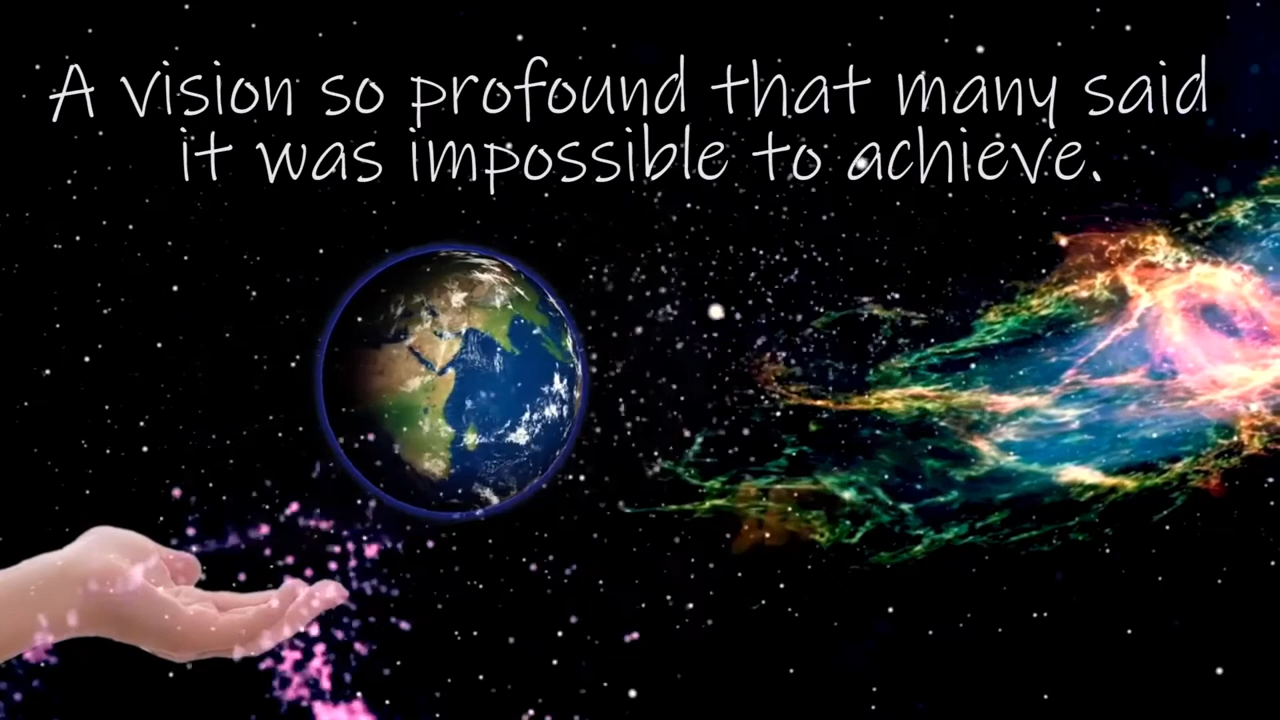 A vision so profound that many said
it was impossible to achieve.